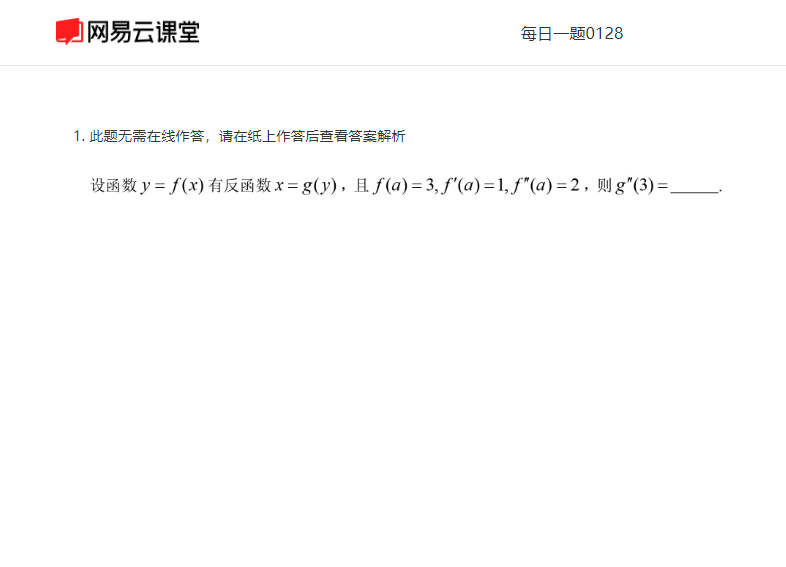 网易云课堂
每日一题0128
1. 此题无需在线作答，请在纸上作答后查看答案解析
设函数 y = f(x) 有反函数 x = g(y)，且 f(a) = 3, f′(a) = 1, f″(a) = 2，则 g″(3) = ______.